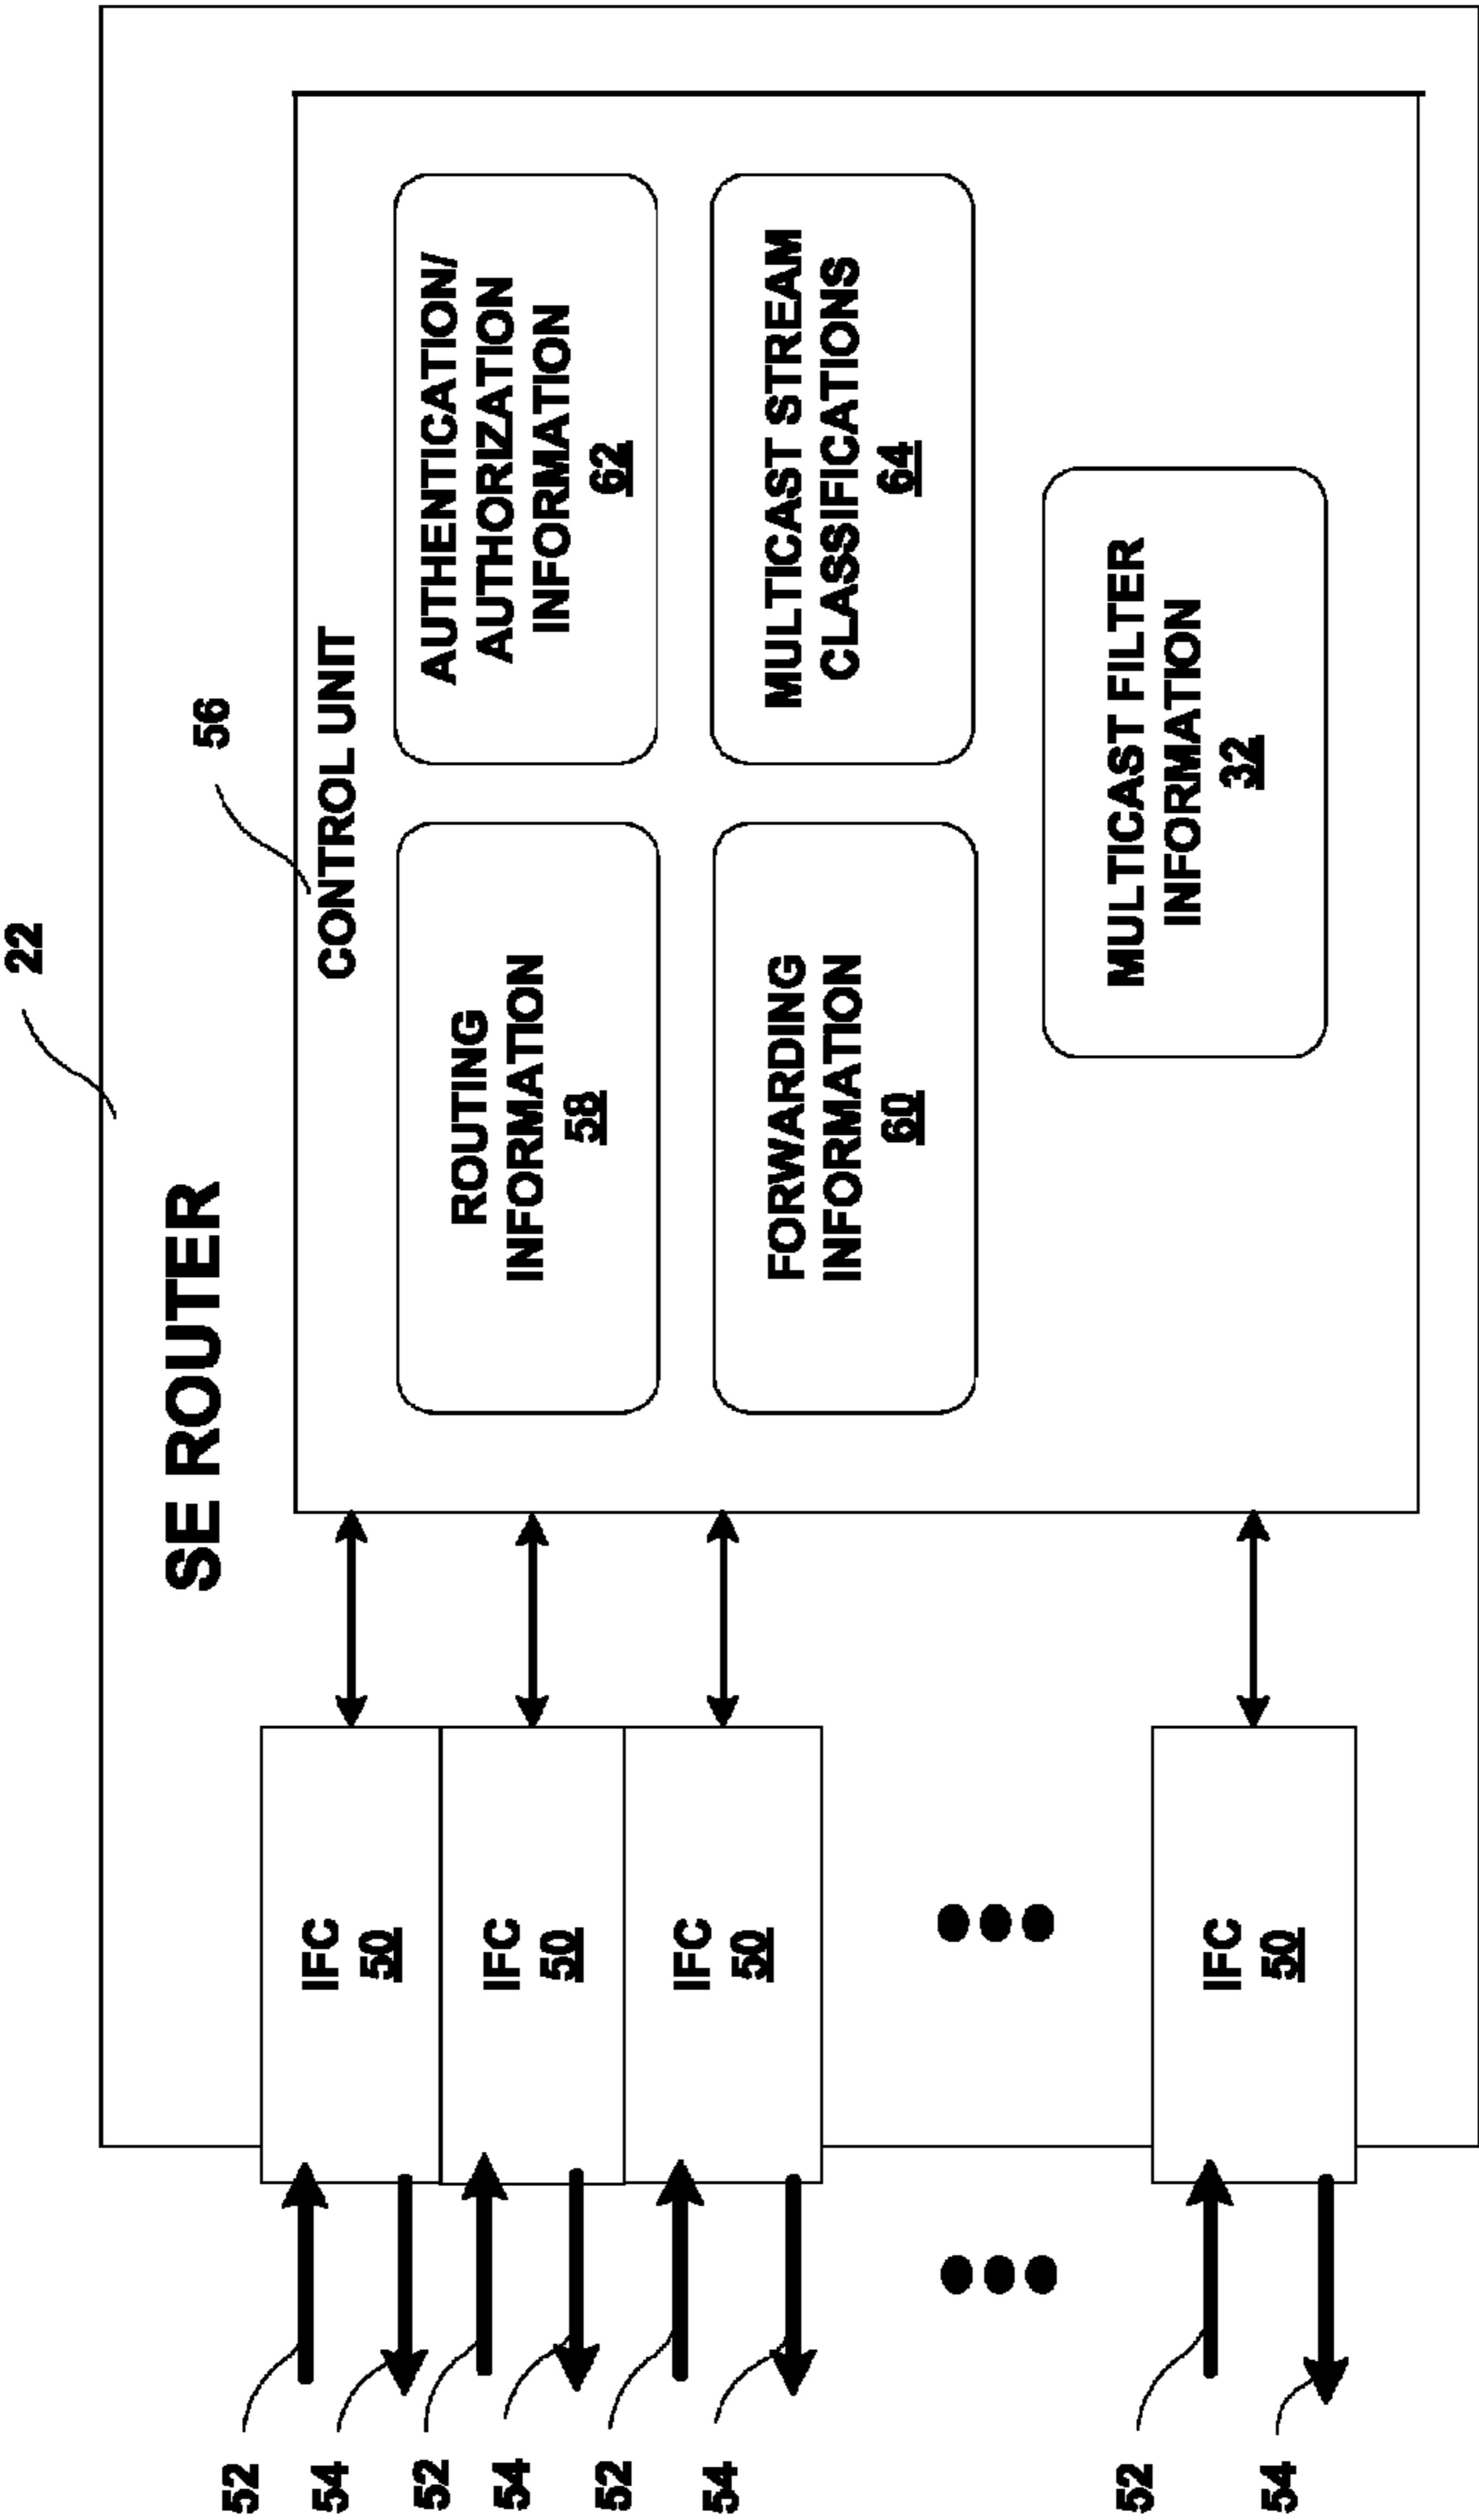 22
SE ROUTER
56
CONTROL UNIT
ROUTING
INFORMATION
58
AUTHENTICATION/
AUTHORIZATION
INFORMATION
62
FORWARDING
INFORMATION
60
MULTICAST STREAM
CLASSIFICATIONS
64
MULTICAST FILTER
INFORMATION
32
IFC
50
IFC
50
IFC
50
IFC
50
52
54
52
54
52
54
52
54